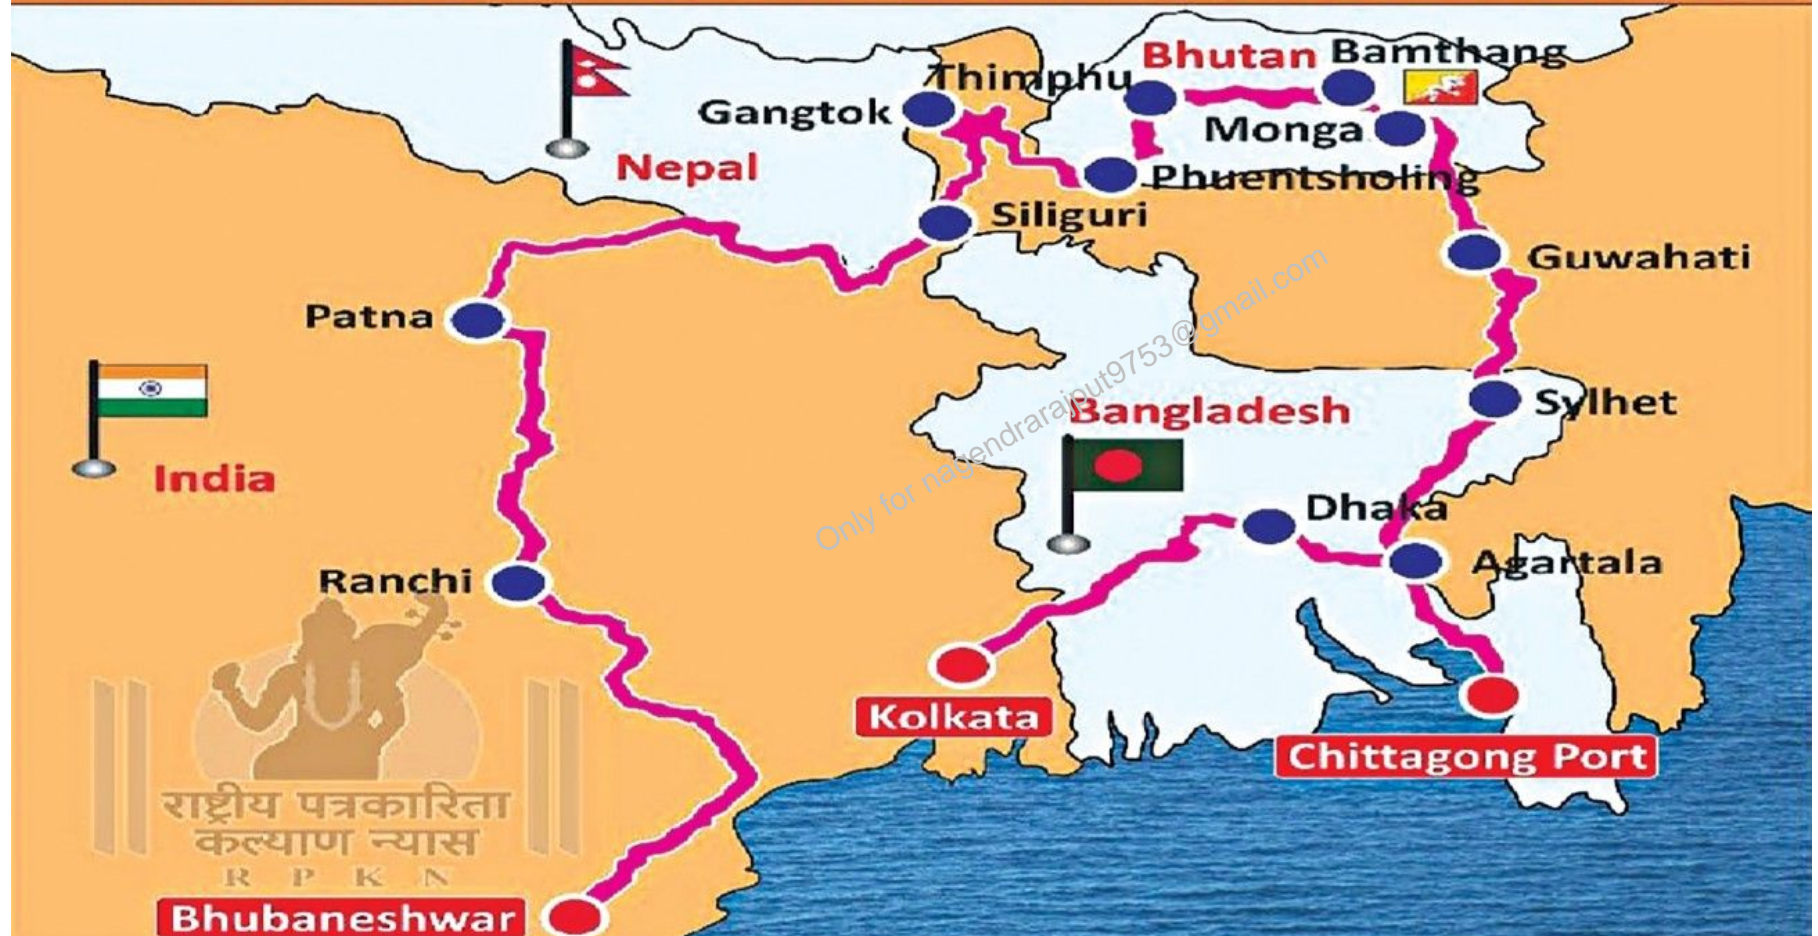 Bhutan
Bamthang
Thimphu
Gangtok
Monga
Nepal
Phuentsholing
Siliguri
Guwahati
Patna
India
Bangladesh
Sylhet
Dhaka
Agartala
Ranchi
Kolkata
Chittagong Port
राष्ट्रीय पत्रकारिता
कल्याण न्यास
R P K N
Bhubaneshwar
Only for nagendrarajput9753@gmail.com